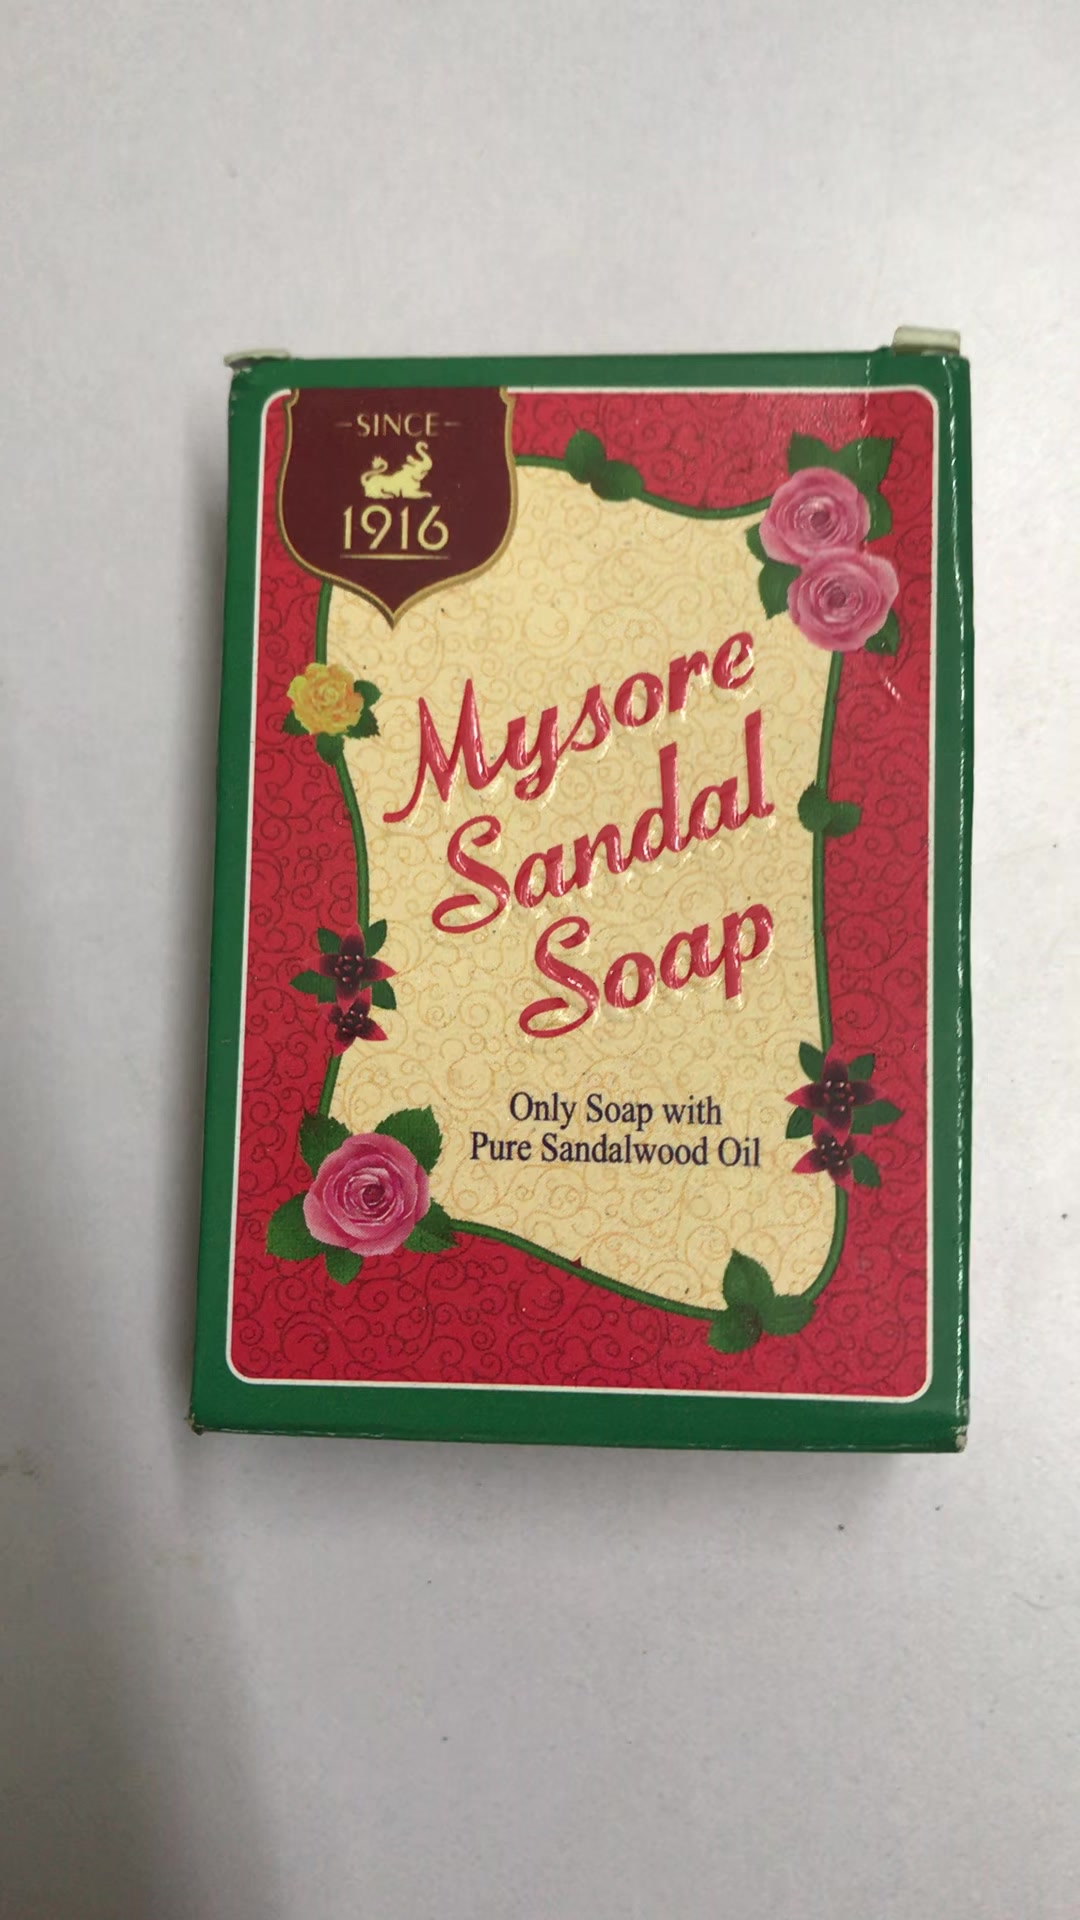 -SINCE-
1916
Mysore
Sandal
Soap
Only Soap with
Pure Sandalwood Oil